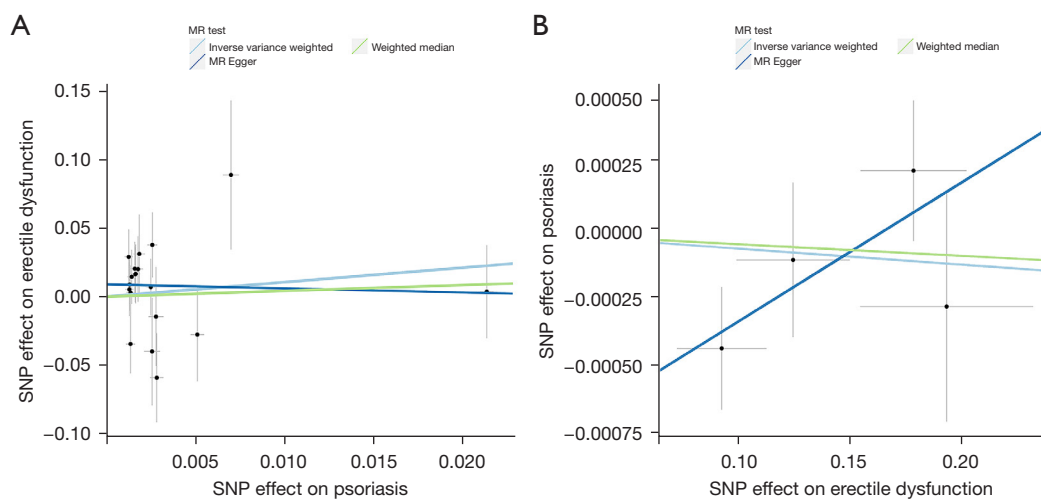 A
MR test
Inverse variance weighted
Weighted median
MR Egger
0.15
0.10
0.05
0.00
−0.05
−0.10
SNP effect on erectile dysfunction
0.005
0.010
0.015
0.020
SNP effect on psoriasis
B
MR test
Inverse variance weighted
Weighted median
MR Egger
0.00050
0.00025
0.00000
−0.00025
−0.00050
−0.00075
SNP effect on psoriasis
0.10
0.15
0.20
SNP effect on erectile dysfunction